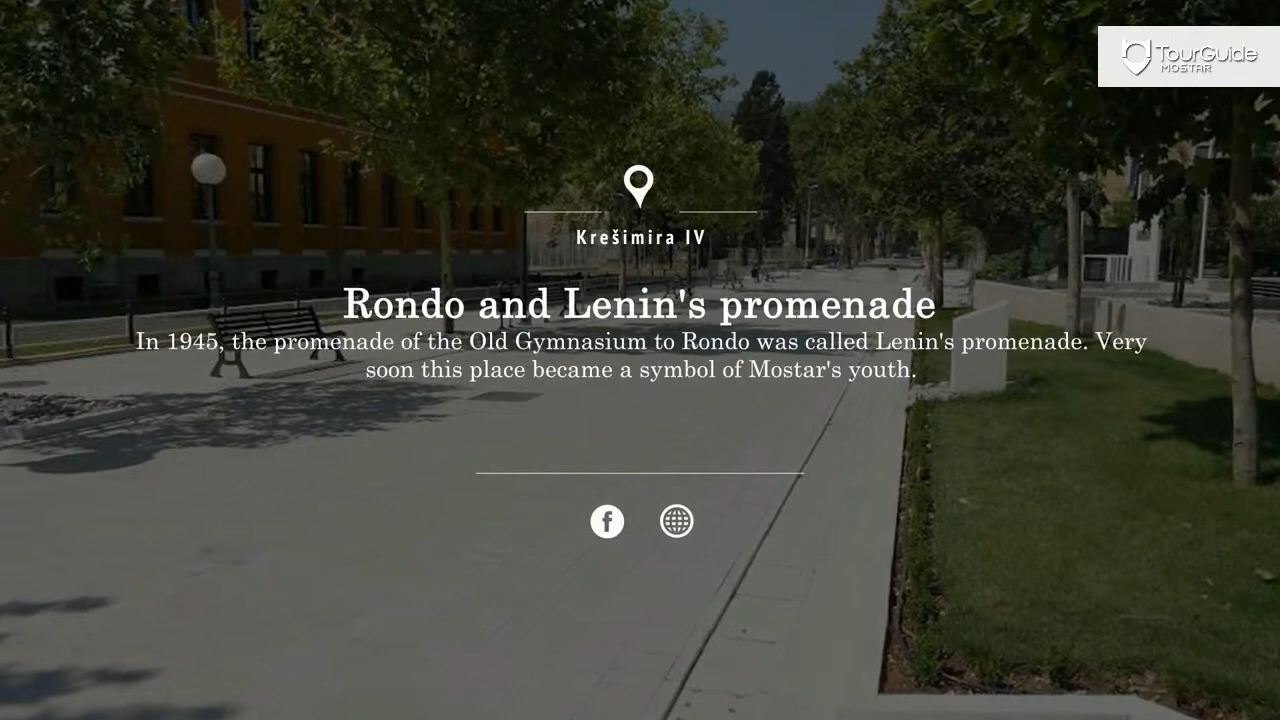 TourGuide
MOSTAR
Krešimira IV
Rondo and Lenin's promenade
In 1945, the promenade of the Old Gymnasium to Rondo was called Lenin's promenade. Very
soon this place became a symbol of Mostar's youth.